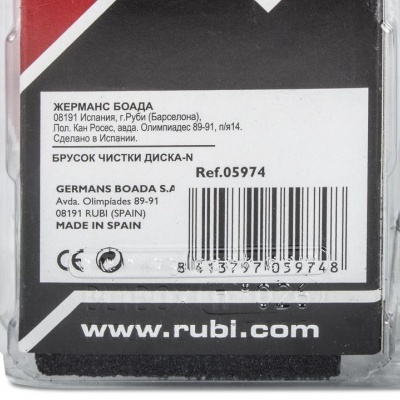 ЖЕРМАНС БОАДА
08191 Испания, г.Руби (Барселона),
Пол. Кан Росес, авда. Олимпиадес 89-91, п/я14.
Сделано в Испании.
БРУСОК ЧИСТКИ ДИСКА-N
Ref.05974
GERMANS BOADA S.A
Avda. Olimpíades 89-91
08191 RUBI (SPAIN)
MADE IN SPAIN
CE
8 413797 059748
www.rubi.com